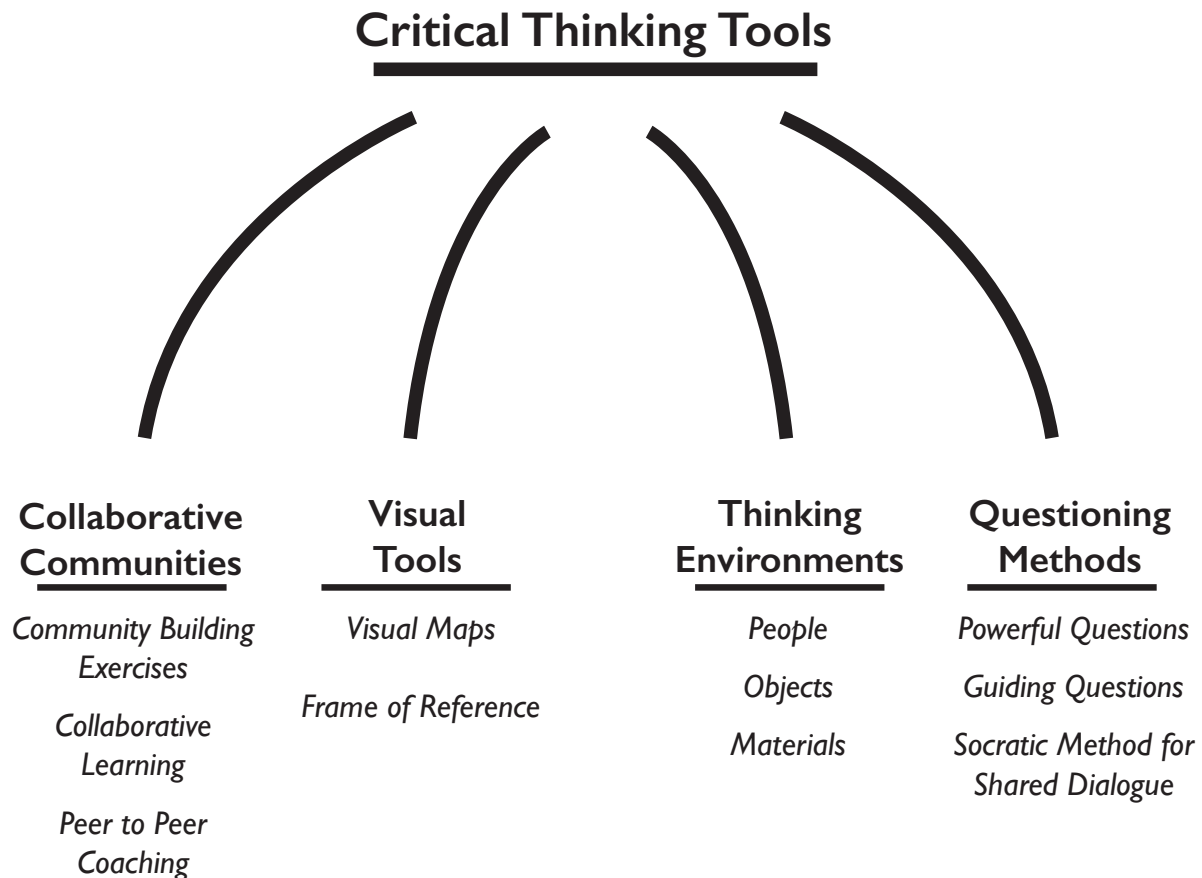 Critical Thinking Tools
Collaborative
Communities
Community Building
Exercises
Collaborative
Learning
Peer to Peer
Coaching
Visual
Tools
Visual Maps
Frame of Reference
Thinking
Environments
People
Objects
Materials
Questioning
Methods
Powerful Questions
Guiding Questions
Socratic Method for
Shared Dialogue